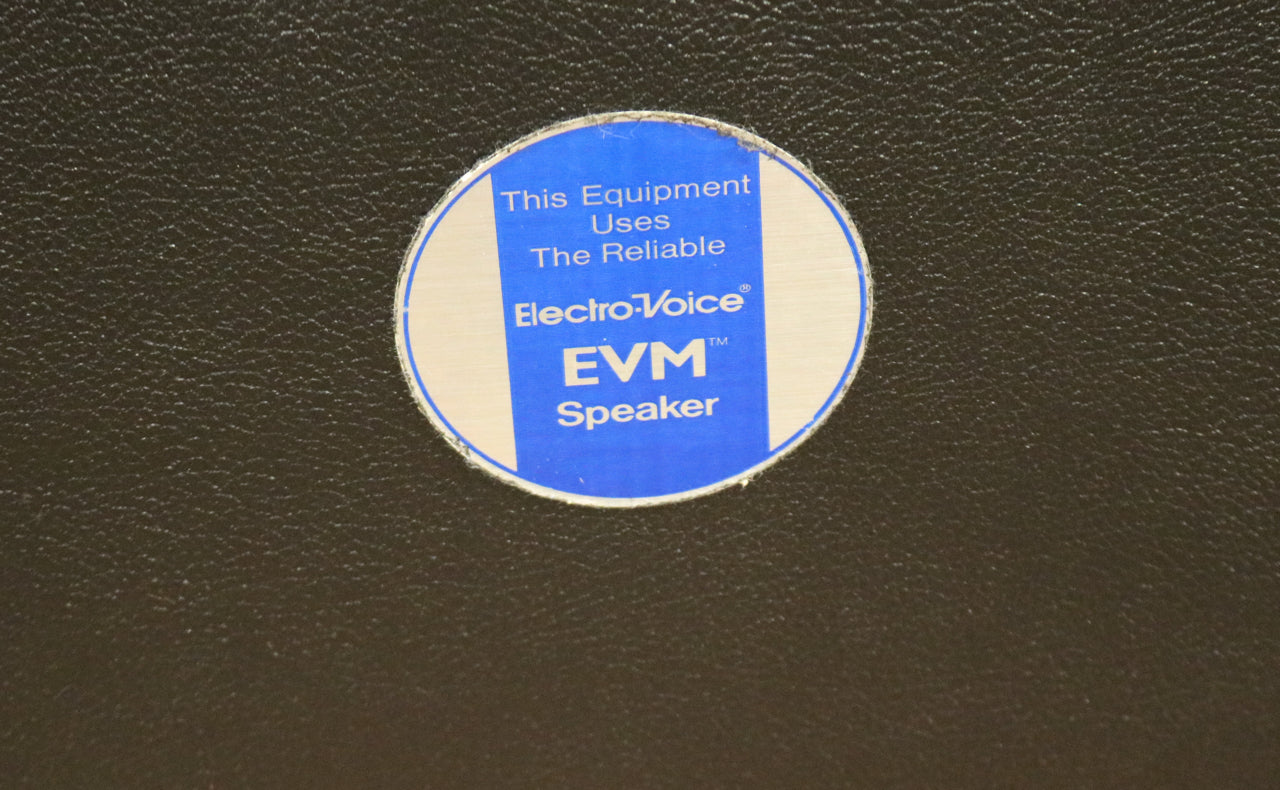 This Equipment
Uses
The Reliable
Electro-Voice®
EVM™
Speaker